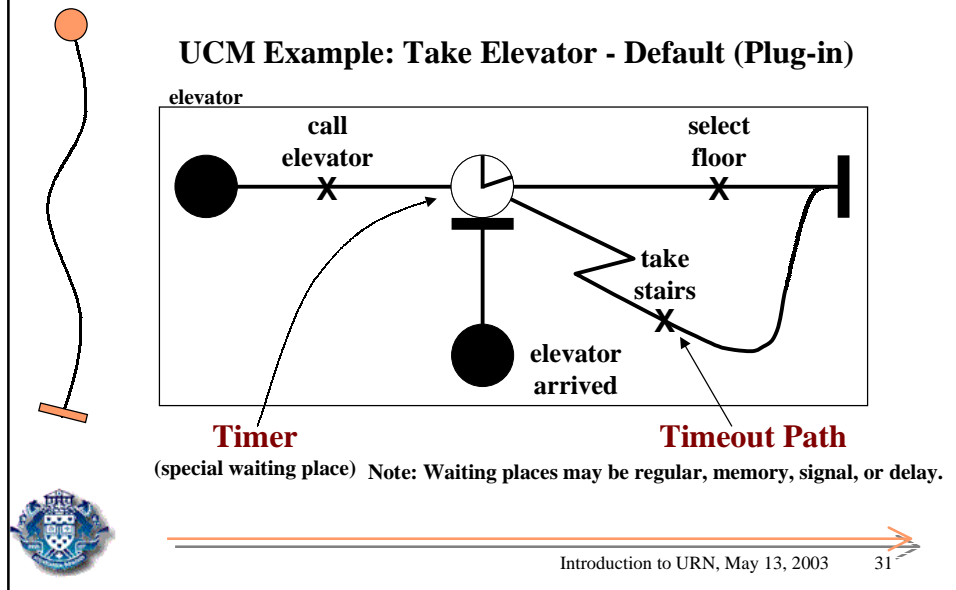 UCM Example: Take Elevator - Default (Plug-in)
elevator
call
elevator
select
floor
X
X
take
stairs
X
elevator
arrived
Timer
(special waiting place)
Timeout Path
Note: Waiting places may be regular, memory, signal, or delay.
Introduction to URN, May 13, 2003
31